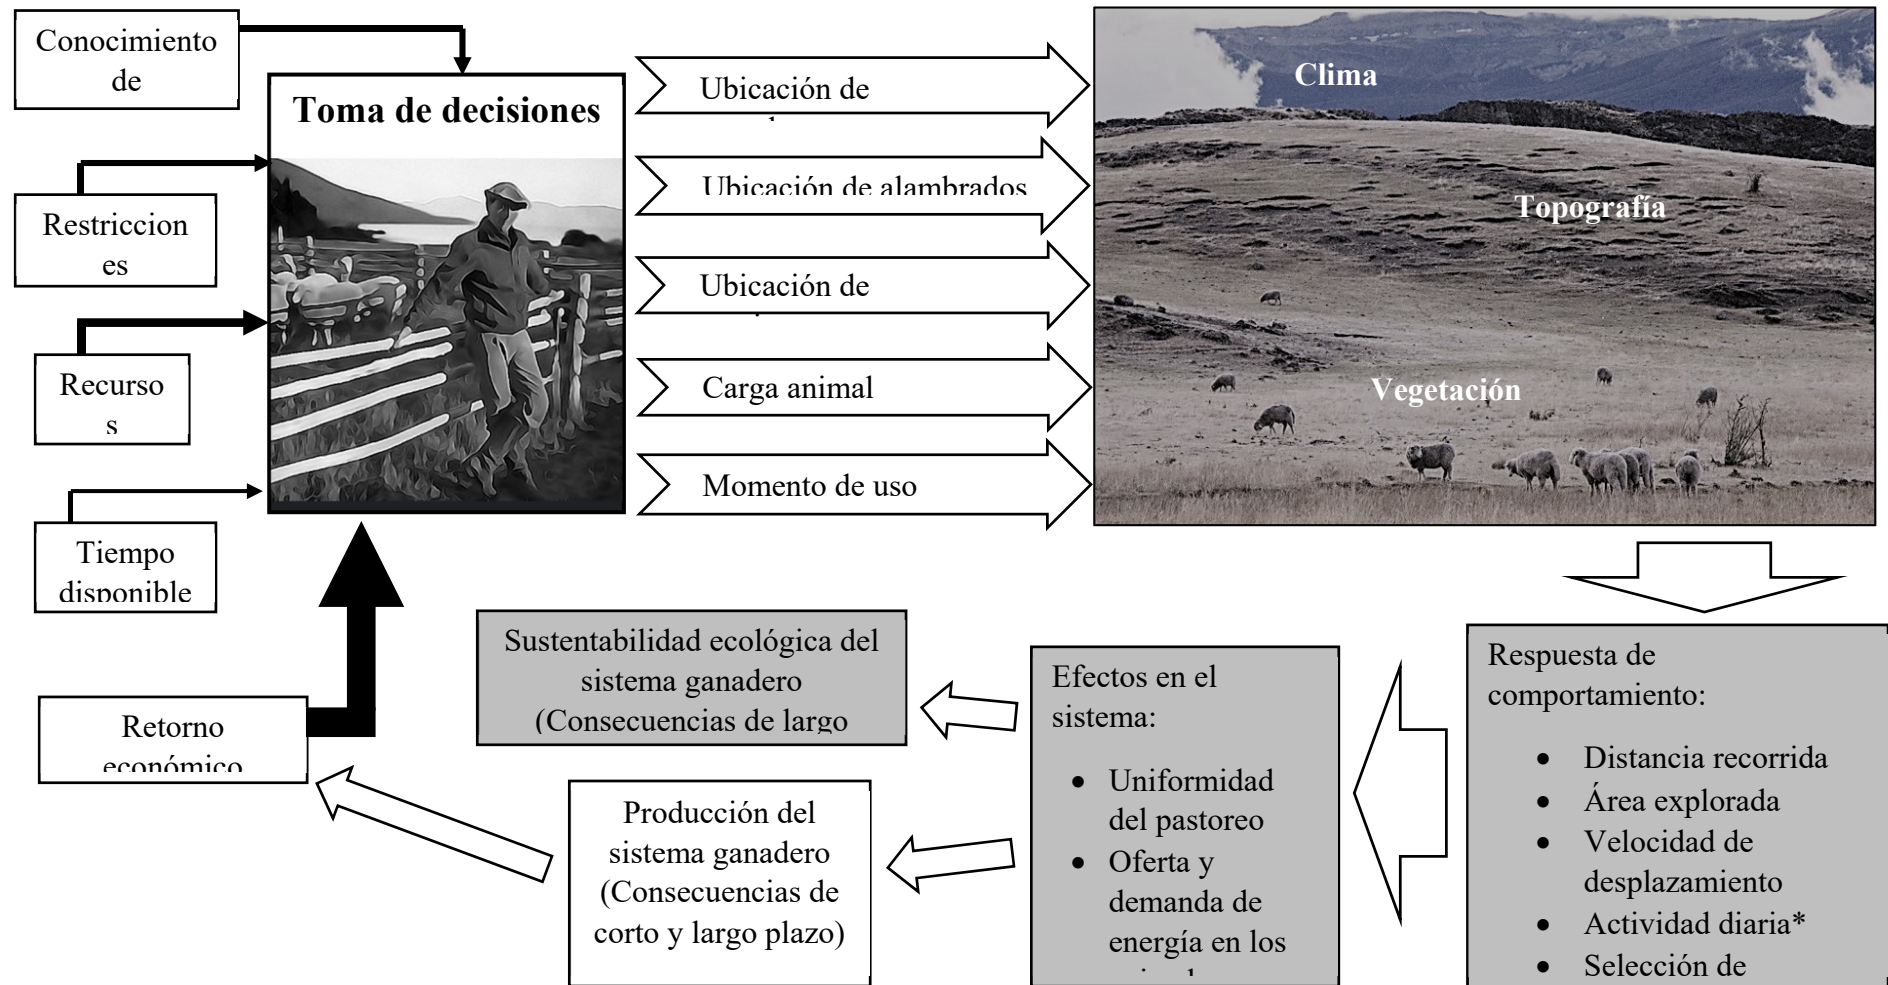 Conocimiento
de
Toma de decisiones
Restriccion
es
Recurso
s
Tiempo
disponible
Ubicación de
Ubicación de alambrados
Ubicación de
Carga animal
Momento de uso
Clima
Topografía
Vegetación
Respuesta de
comportamiento:
• Distancia recorrida
• Área explorada
• Velocidad de
desplazamiento
• Actividad diaria*
• Selección de
Efectos en el
sistema:
• Uniformidad
del pastoreo
• Oferta y
demanda de
energía en los
Sustentabilidad ecológica del
sistema ganadero
(Consecuencias de largo
Producción del
sistema ganadero
(Consecuencias de
corto y largo plazo)
Retorno
económico